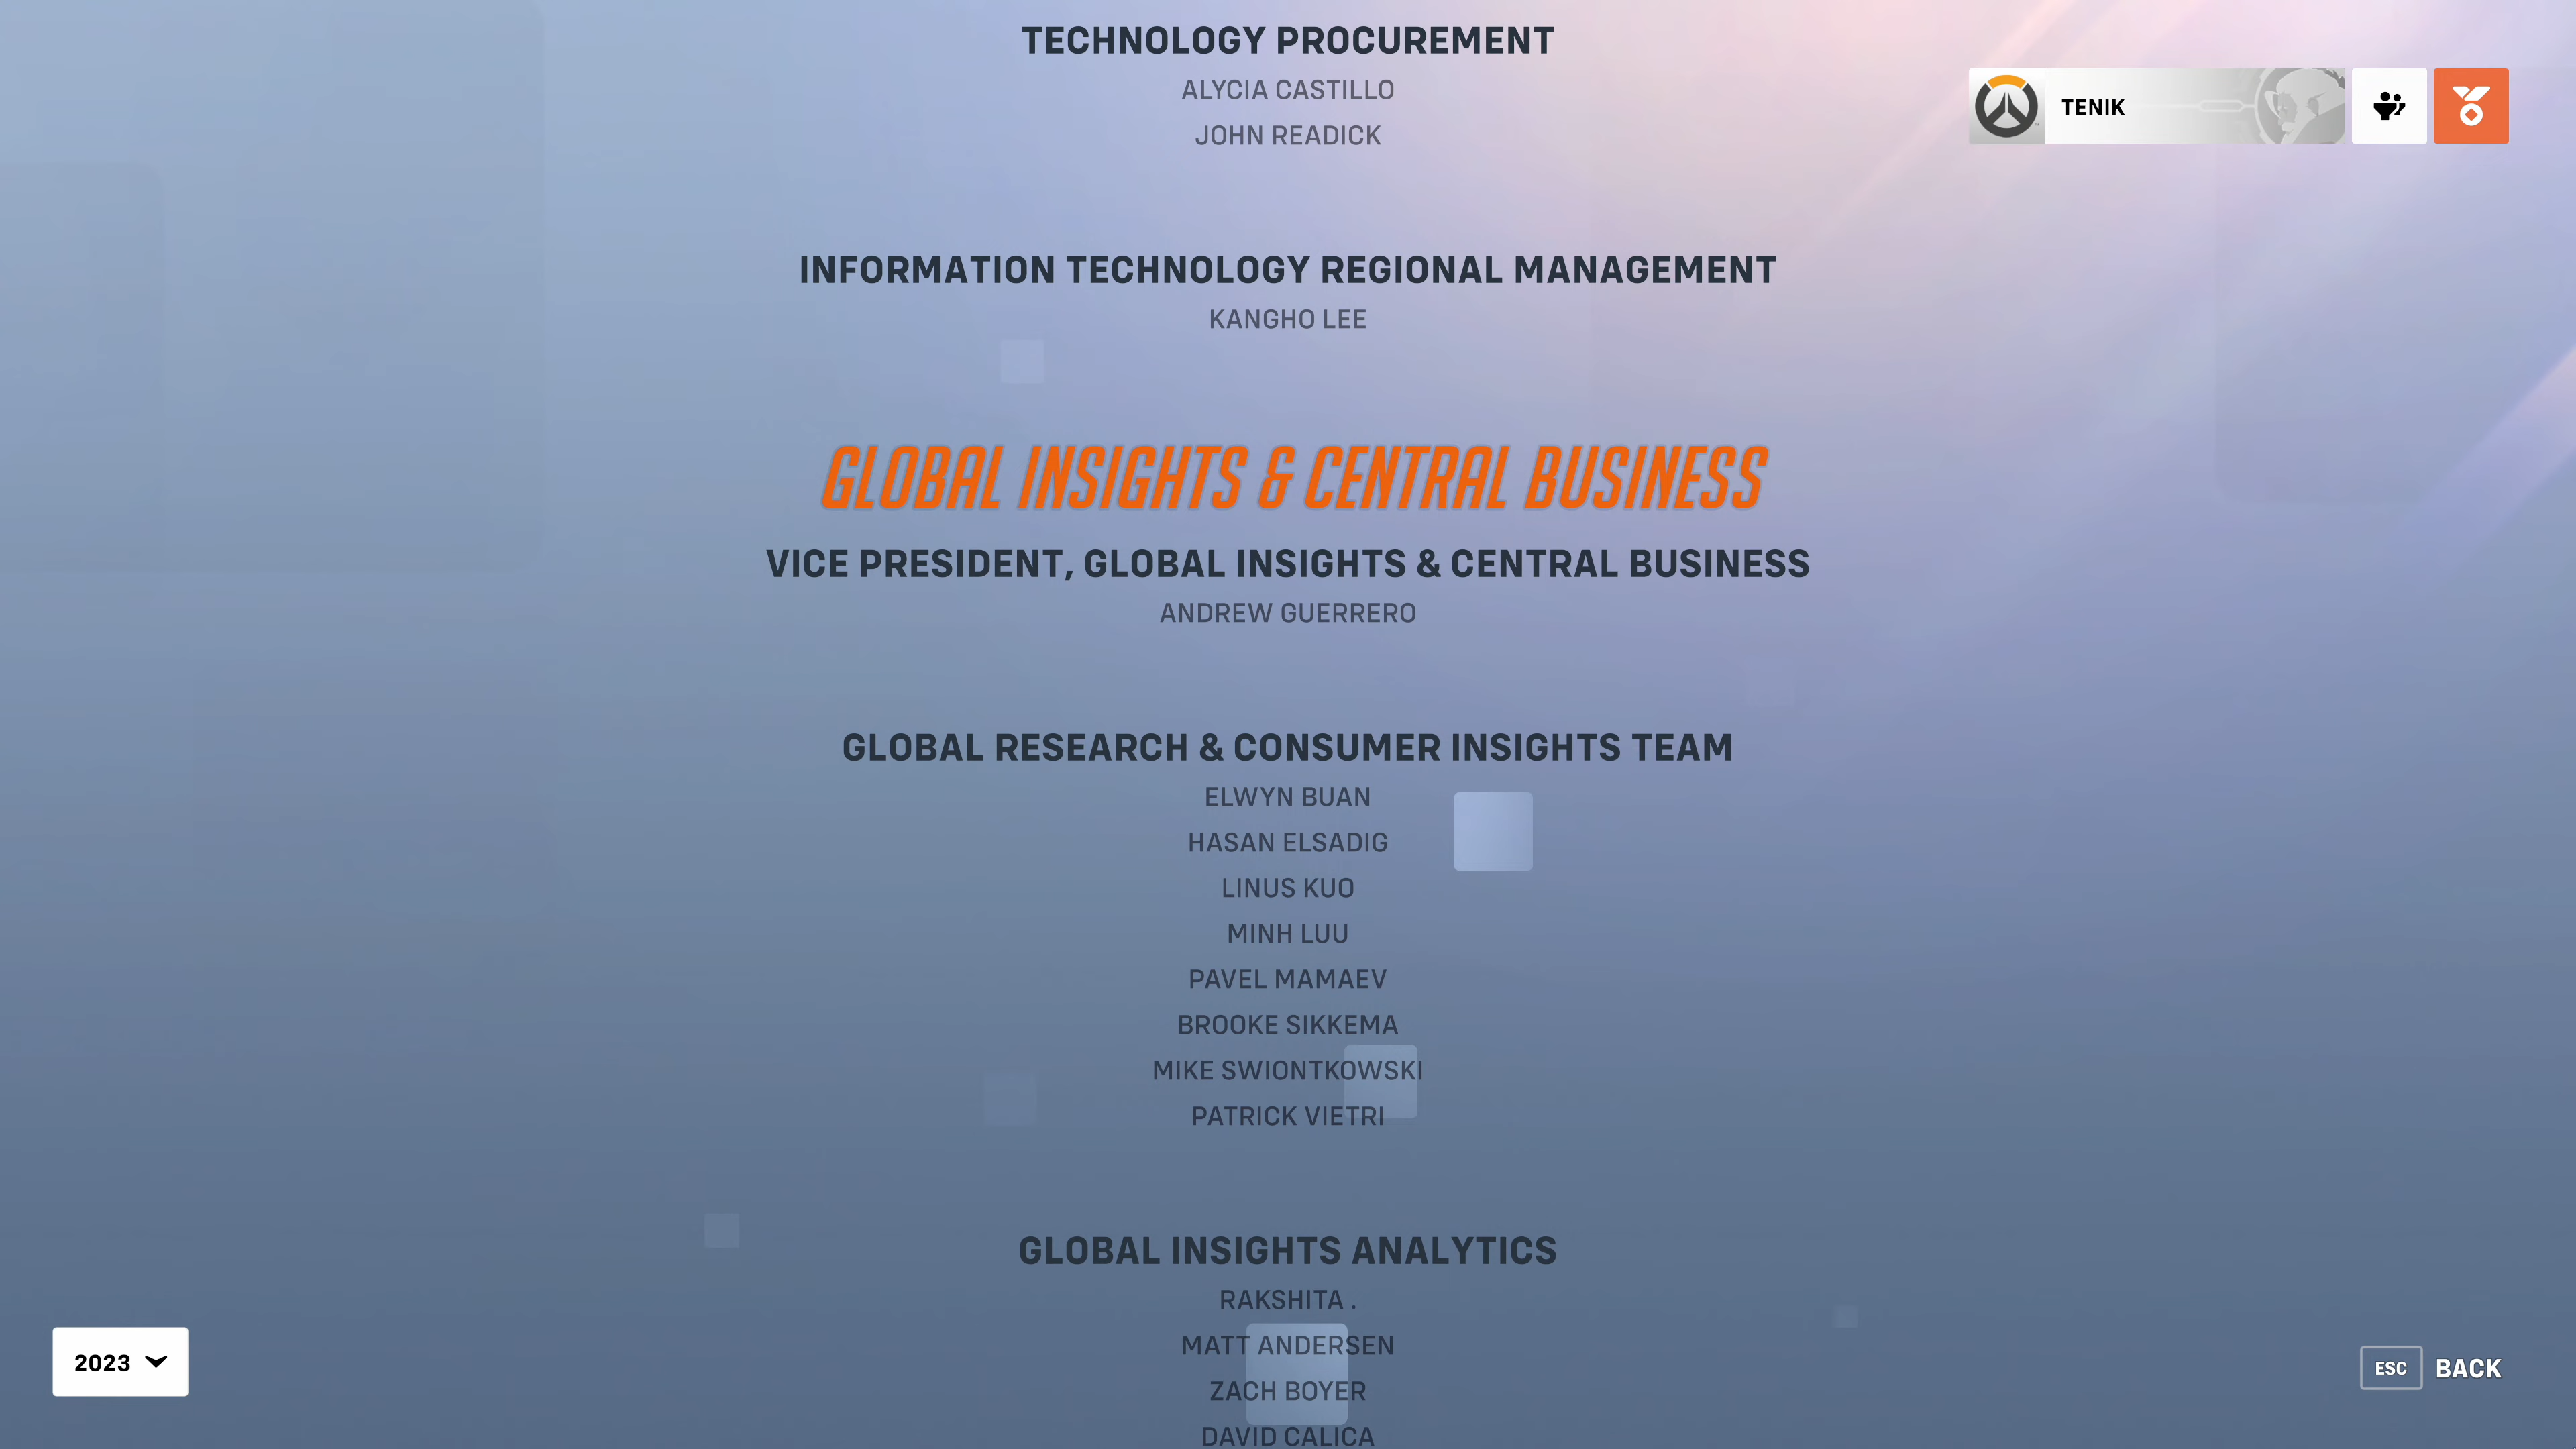 TECHNOLOGY PROCUREMENT
ALYCIA CASTILLO
JOHN READICK
TENIK
INFORMATION TECHNOLOGY REGIONAL MANAGEMENT
KANGHO LEE
GLOBAL INSIGHTS & CENTRAL BUSINESS
VICE PRESIDENT, GLOBAL INSIGHTS & CENTRAL BUSINESS
ANDREW GUERRERO
GLOBAL RESEARCH & CONSUMER INSIGHTS TEAM
ELWYN BUAN
HASAN ELSADIG
LINUS KUO
MINH LUU
PAVEL MAMAEV
BROOKE SIKKEMA
MIKE SWIONTKOWSKI
PATRICK VIETRI
GLOBAL INSIGHTS ANALYTICS
RAKSHITA .
MATT ANDERSEN
ZACH BOYER
DAVID CALICA
2023
ESC BACK